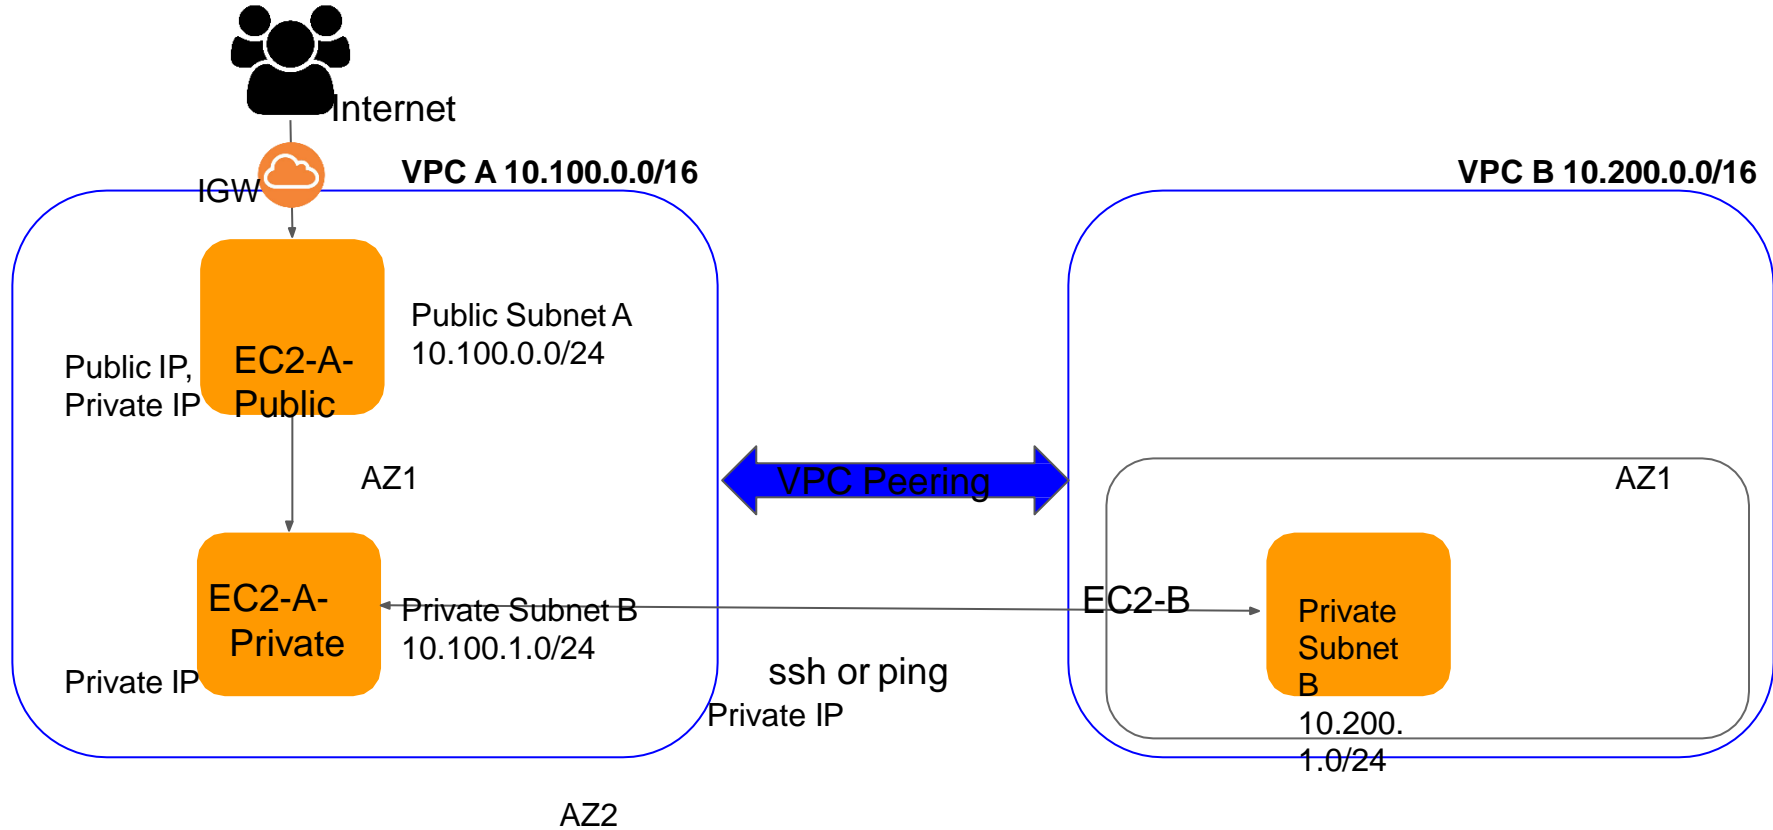 Internet
IGW
VPC A 10.100.0.0/16
VPC B 10.200.0.0/16
Public Subnet A
10.100.0.0/24
Public IP,
Private IP
EC2-A-
Public
AZ1
VPC Peering
AZ1
EC2-A-
Private
Private Subnet B
10.100.1.0/24
Private IP
EC2-B
Private
Subnet
B
10.200.
1.0/24
ssh or ping
Private IP
AZ2